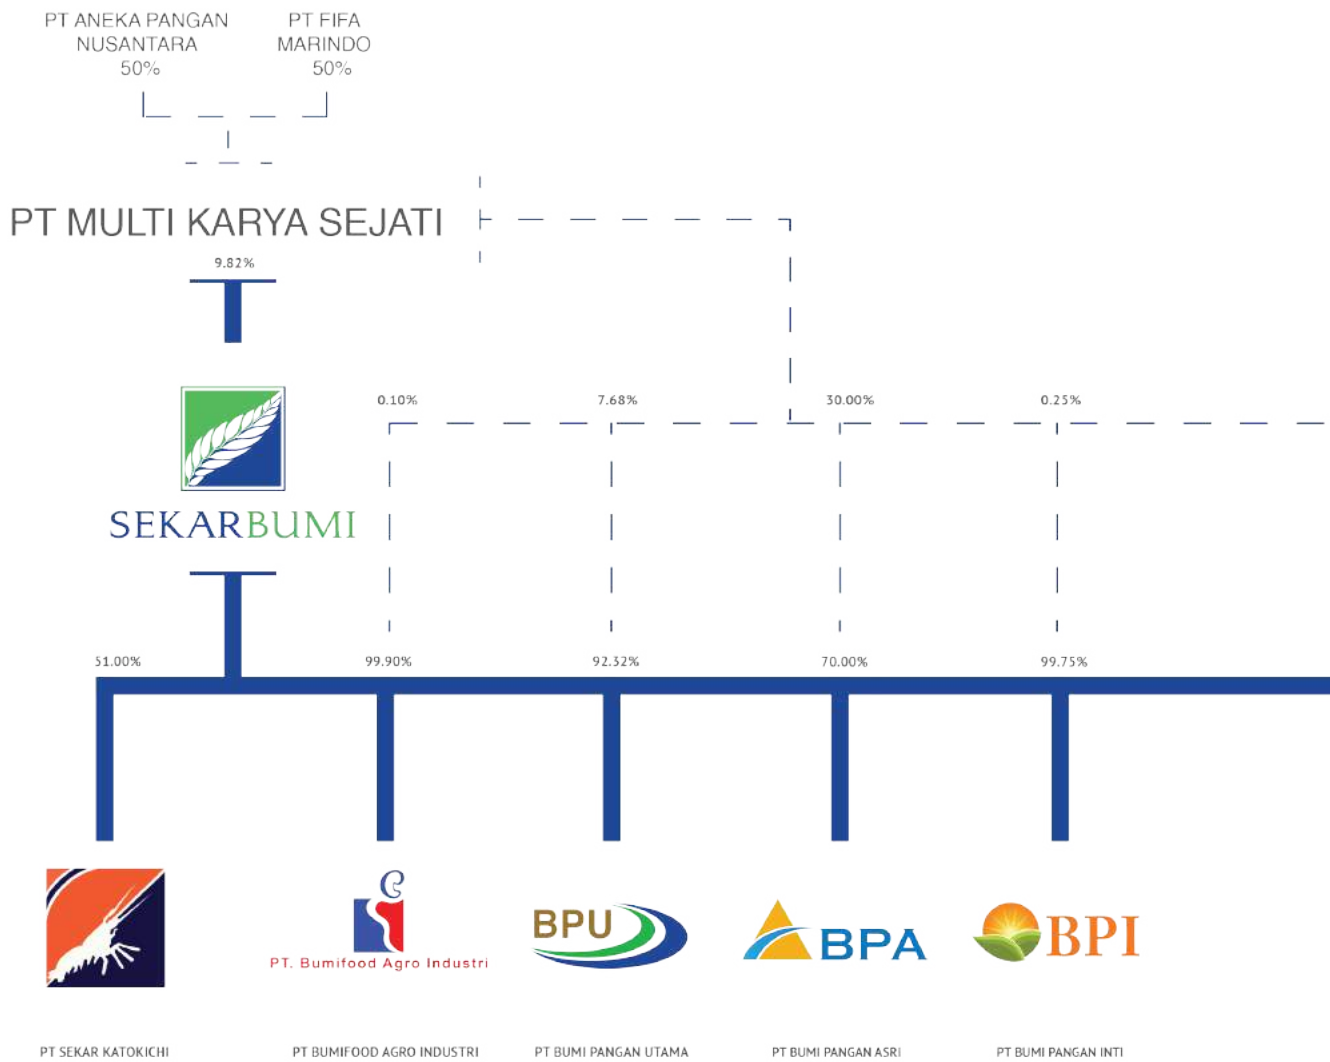 PT ANEKA PANGAN
NUSANTARA
50%
PT FIFA
MARINDO
50%
PT MULTI KARYA SEJATI
9.82%
SEKARBUMI
0.10%
7.68%
30.00%
0.25%
51.00%
99.90%
92.32%
70.00%
99.75%
PT. Bumifood Agro Industri
BPU
BPA
BPI
PT SEKAR KATOKICHI
PT BUMIFOOD AGRO INDUSTRI
PT BUMI PANGAN UTAMA
PT BUMI PANGAN ASRI
PT BUMI PANGAN INTI